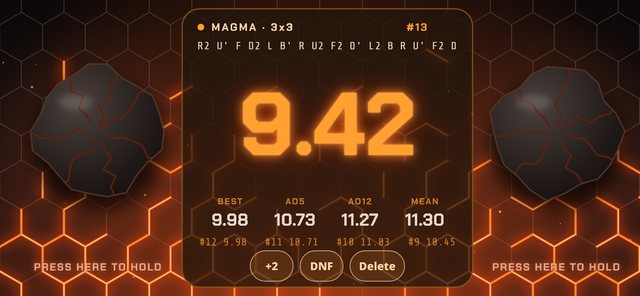 MAGMA · 3x3 #13
R2 U' F D2 L B' R U2 F2 D' L2 B R U' F2 D
9.42
BEST AO5 AO12 MEAN
9.98 10.73 11.27 11.30
#12 9.98 #11 10.71 #10 11.03 #9 10.45
PRESS HERE TO HOLD
+2 DNF Delete
PRESS HERE TO HOLD